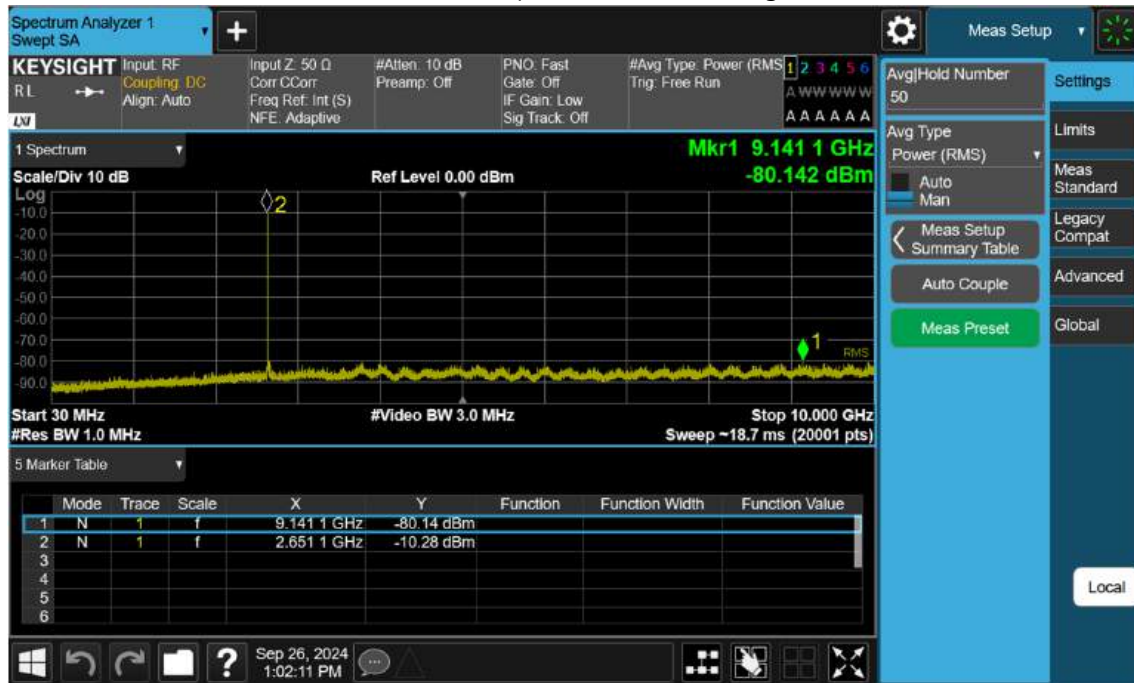 Spectrum Analyzer 1
Swept SA
+
Meas Setup
KEYSIGHT
RL
LXI
Input: RF
Coupling: DC
Align: Auto
Input Z: 50 Ω
Corr CCorr
Freq Ref: Int (S)
NFE: Adaptive
#Atten: 10 dB
Preamp: Off
PNO: Fast
Gate: Off
IF Gain: Low
Sig Track: Off
#Avg Type: Power (RMS)
Trig: Free Run
1 2 3 4 5 6
A W W W W W
A A A A A A
1 Spectrum
Scale/Div 10 dB
Ref Level 0.00 dBm
Mkr1 9.141 1 GHz
-80.142 dBm
Log
-10.0
-20.0
-30.0
-40.0
-50.0
-60.0
-70.0
-80.0
-90.0
2
1
RMS
Start 30 MHz
#Video BW 3.0 MHz
Stop 10.000 GHz
#Res BW 1.0 MHz
Sweep ~18.7 ms (20001 pts)
5 Marker Table
Mode Trace Scale X Y Function Function Width Function Value
1 N 1 f 9.141 1 GHz -80.14 dBm
2 N 1 f 2.651 1 GHz -10.28 dBm
3
4
5
6
Avg|Hold Number
50
Avg Type
Power (RMS)
Auto
Man
Meas Setup
Summary Table
Auto Couple
Meas Preset
Settings
Limits
Meas
Standard
Legacy
Compat
Advanced
Global
Local
?
Sep 26, 2024
1:02:11 PM